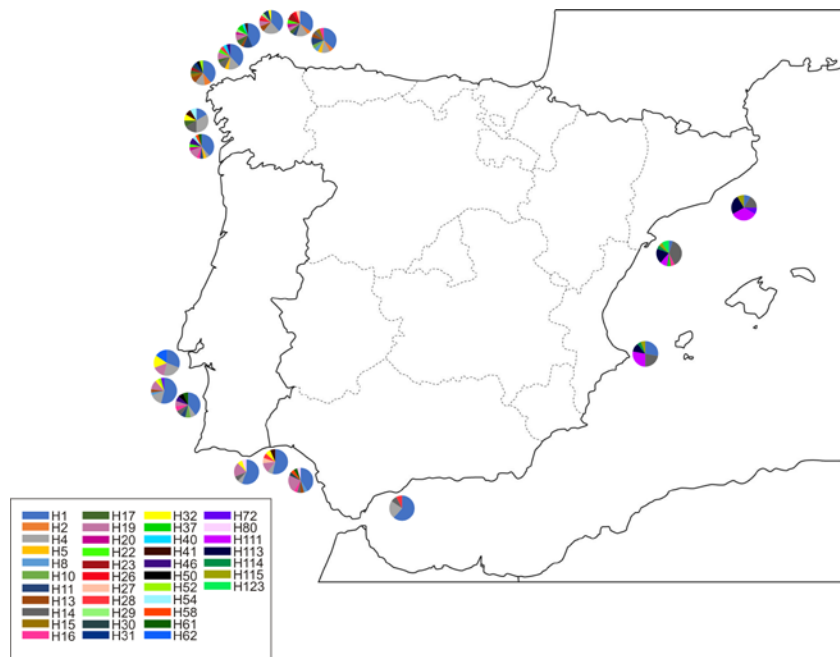 H1 H17 H32 H72
H2 H19 H37 H80
H4 H20 H40 H111
H5 H22 H41 H113
H8 H23 H46 H114
H10 H26 H50 H115
H11 H27 H52 H123
H13 H28 H54
H14 H29 H58
H15 H30 H61
H16 H31 H62